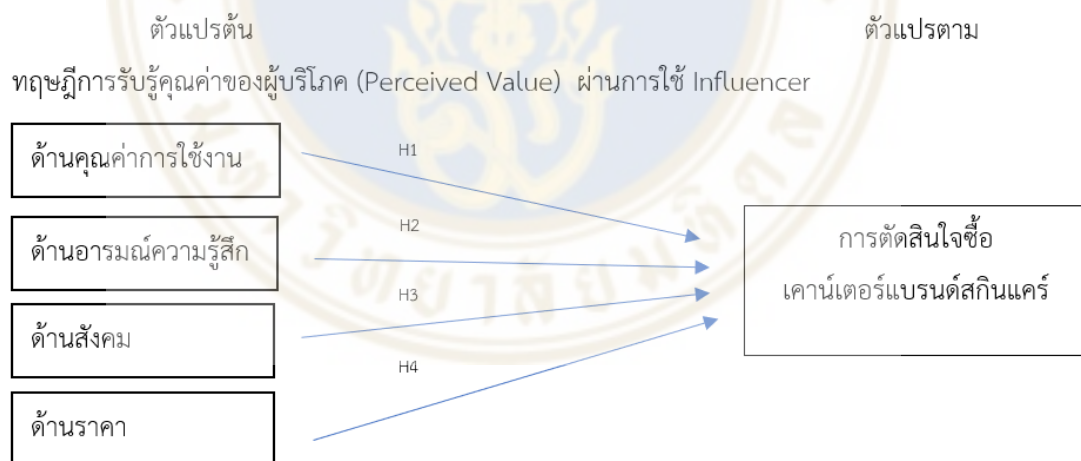 ตัวแปรต้น
ตัวแปรตาม
ทฤษฎีการรับรู้คุณค่าของผู้บริโภค (Perceived Value) ผ่านการใช้ Influencer
ด้านคุณค่าการใช้งาน
H1
ด้านอารมณ์ความรู้สึก
H2
ด้านสังคม
H3
ด้านราคา
H4
การตัดสินใจซื้อ
เคาน์เตอร์แบรนด์สกินแคร์